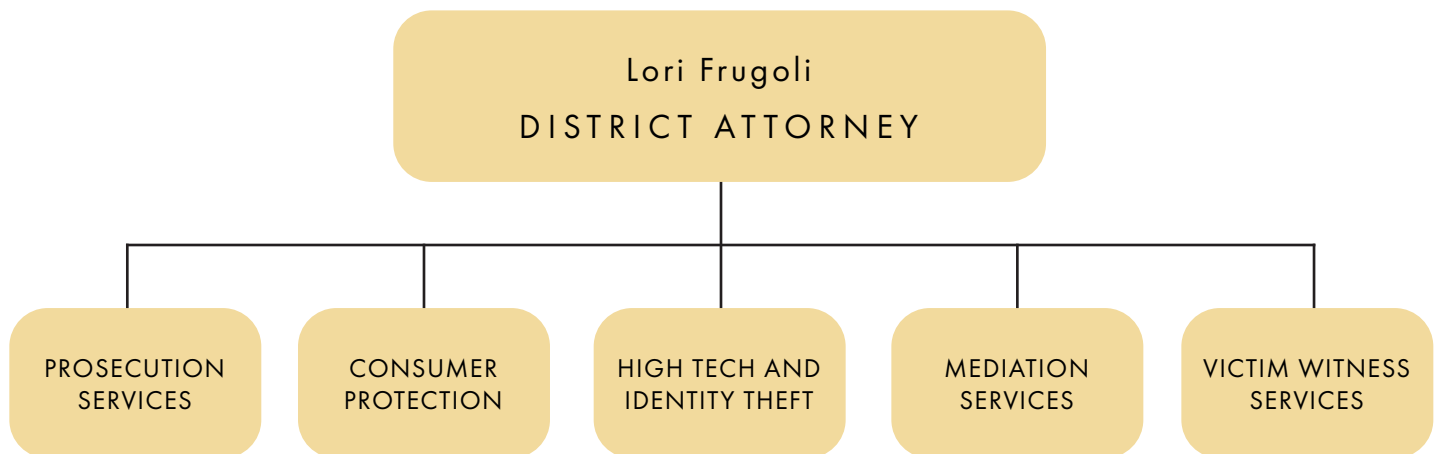 Lori Frugoli
DISTRICT ATTORNEY
PROSECUTION
SERVICES
CONSUMER
PROTECTION
HIGH TECH AND
IDENTITY THEFT
MEDIATION
SERVICES
VICTIM WITNESS
SERVICES